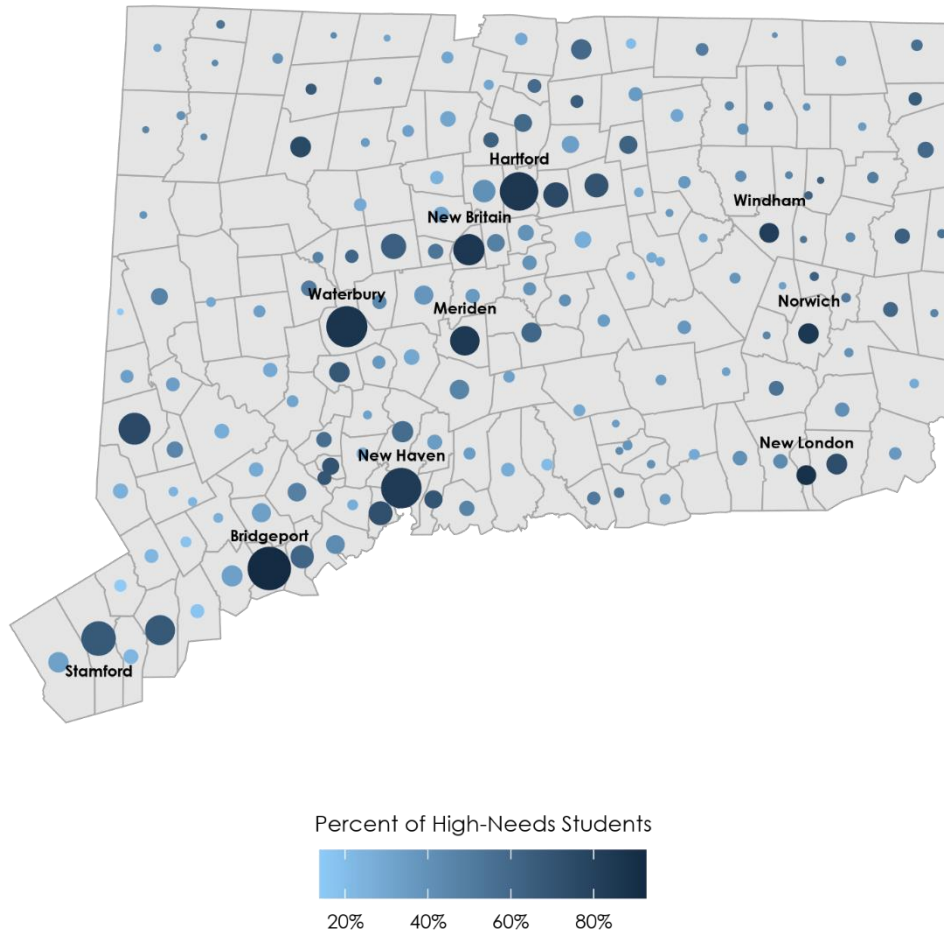 Hartford
Windham
New Britain
Waterbury
Meriden
Norwich
New London
New Haven
Bridgeport
Stamford
Percent of High-Needs Students
20% 40% 60% 80%